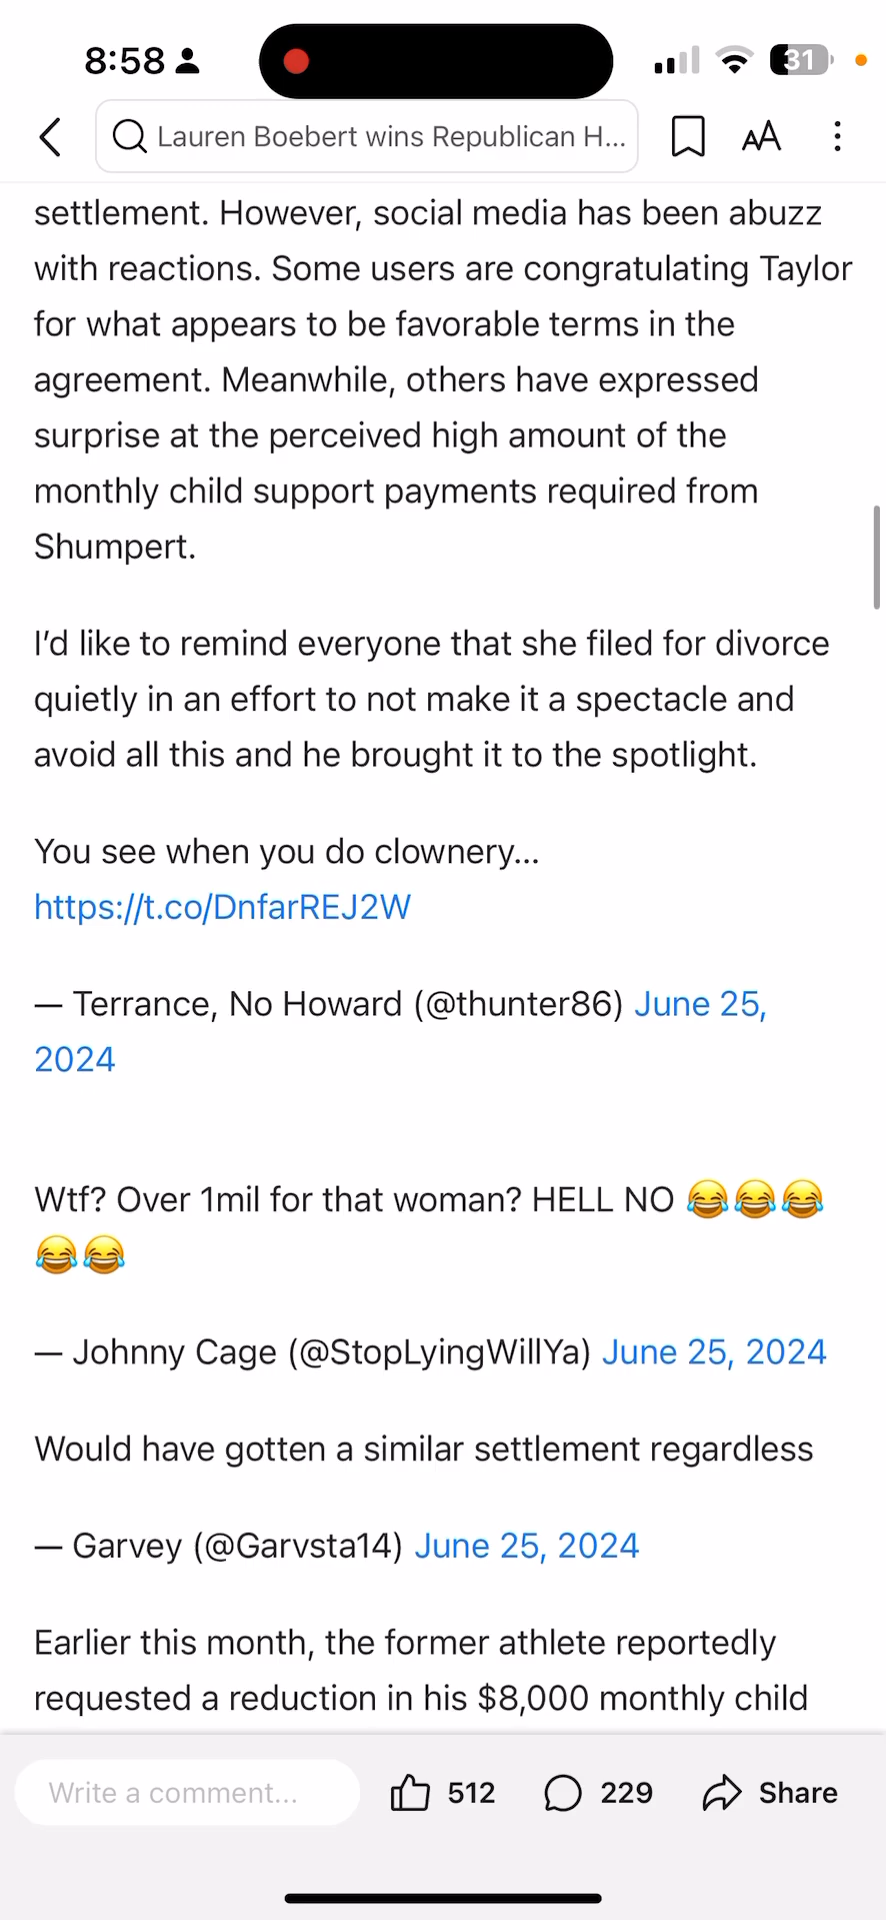 8:58
31
Lauren Boebert wins Republican H...
AA
settlement. However, social media has been abuzz
with reactions. Some users are congratulating Taylor
for what appears to be favorable terms in the
agreement. Meanwhile, others have expressed
surprise at the perceived high amount of the
monthly child support payments required from
Shumpert.
I’d like to remind everyone that she filed for divorce
quietly in an effort to not make it a spectacle and
avoid all this and he brought it to the spotlight.
You see when you do clownery…
https://t.co/DnfarREJ2W
— Terrance, No Howard (@thunter86) June 25,
2024
Wtf? Over 1mil for that woman? HELL NO 😂😂😂
😂😂
— Johnny Cage (@StopLyingWillYa) June 25, 2024
Would have gotten a similar settlement regardless
— Garvey (@Garvsta14) June 25, 2024
Earlier this month, the former athlete reportedly
requested a reduction in his $8,000 monthly child
Write a comment...
512
229
Share